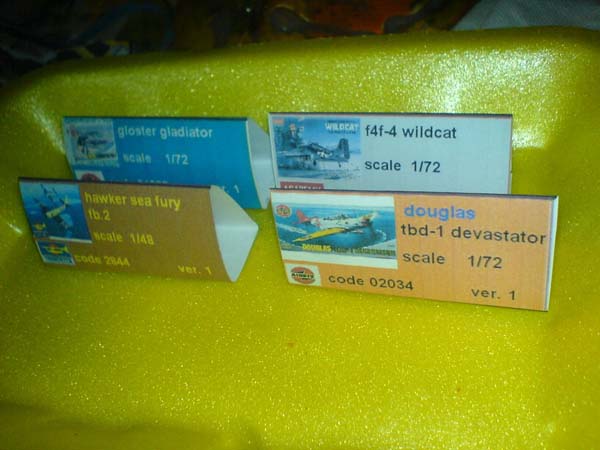 gloster gladiator
scale 1/72
ver. 1
WILDCAT
f4f-4 wildcat
scale 1/72
hawker sea fury
fb.2
scale 1/48
code 2844
ver. 1
douglas
tbd-1 devastator
scale 1/72
DOUGLAS
code 02034
ver. 1